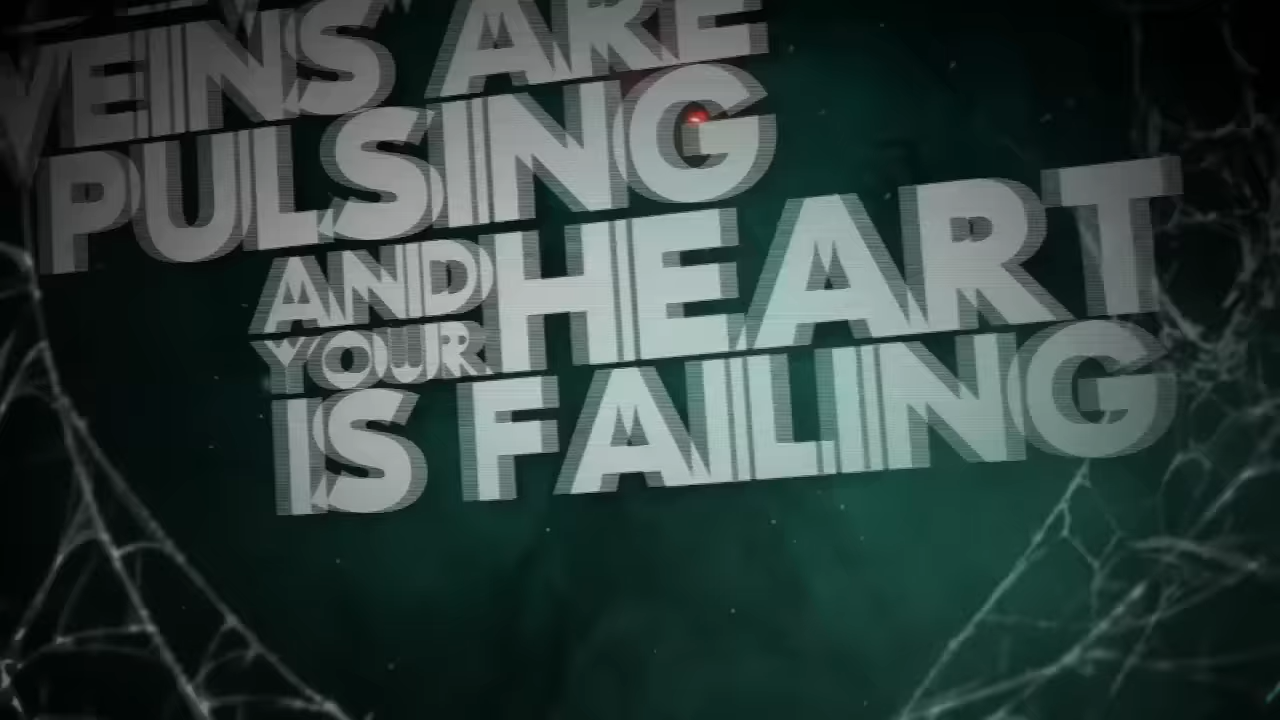 VEINS ARE
PULSING
AND
YOUR
HEART
IS FAILING